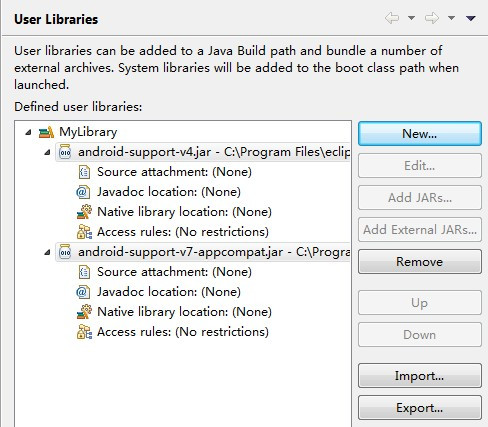 User Libraries
User libraries can be added to a Java Build path and bundle a number of
external archives. System libraries will be added to the boot class path when
launched.
Defined user libraries:
MyLibrary
android-support-v4.jar - C:\Program Files\eclip
Source attachment: (None)
Javadoc location: (None)
Native library location: (None)
Access rules: (No restrictions)
android-support-v7-appcompat.jar - C:\Progra
Source attachment: (None)
Javadoc location: (None)
Native library location: (None)
Access rules: (No restrictions)
New...
Edit...
Add JARs...
Add External JARs...
Remove
Up
Down
Import...
Export...